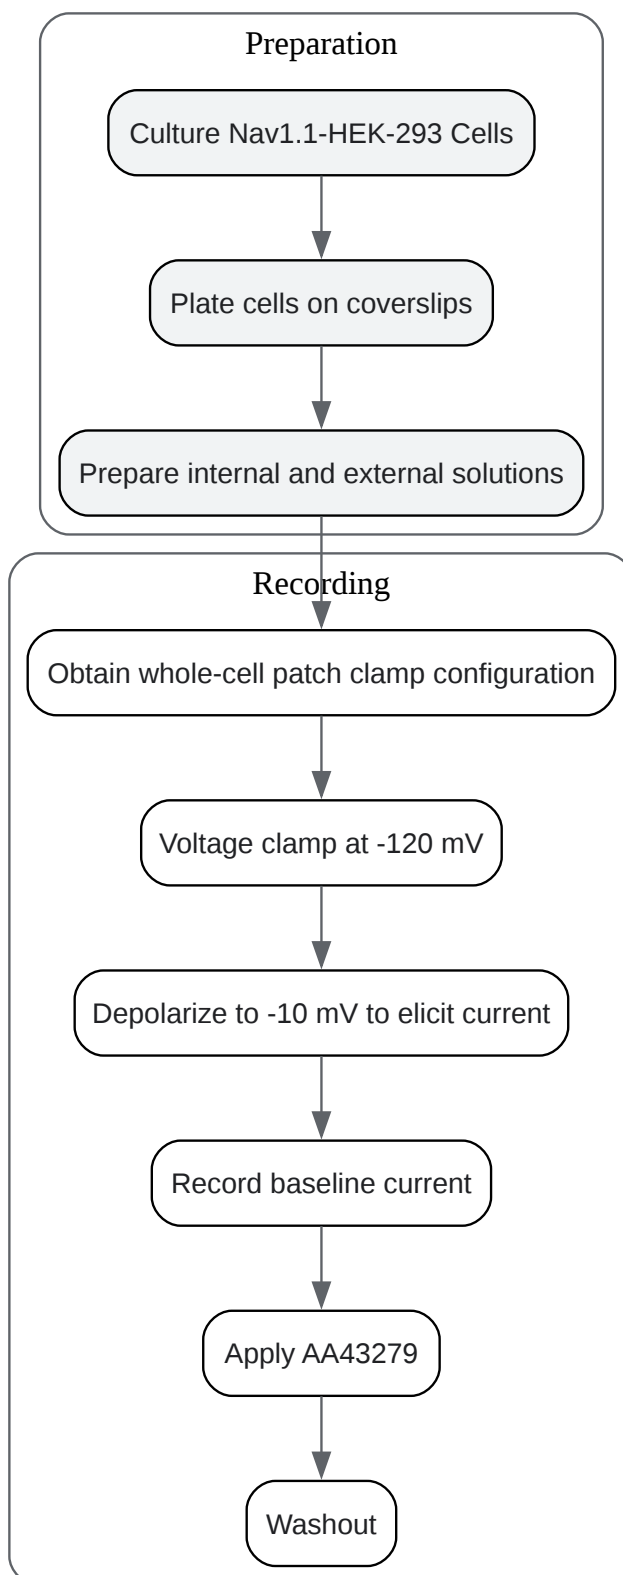 Preparation
Culture Nav1.1-HEK-293 Cells
Plate cells on coverslips
Prepare internal and external solutions
Recording
Obtain whole-cell patch clamp configuration
Voltage clamp at -120 mV
Depolarize to -10 mV to elicit current
Record baseline current
Apply AA43279
Washout